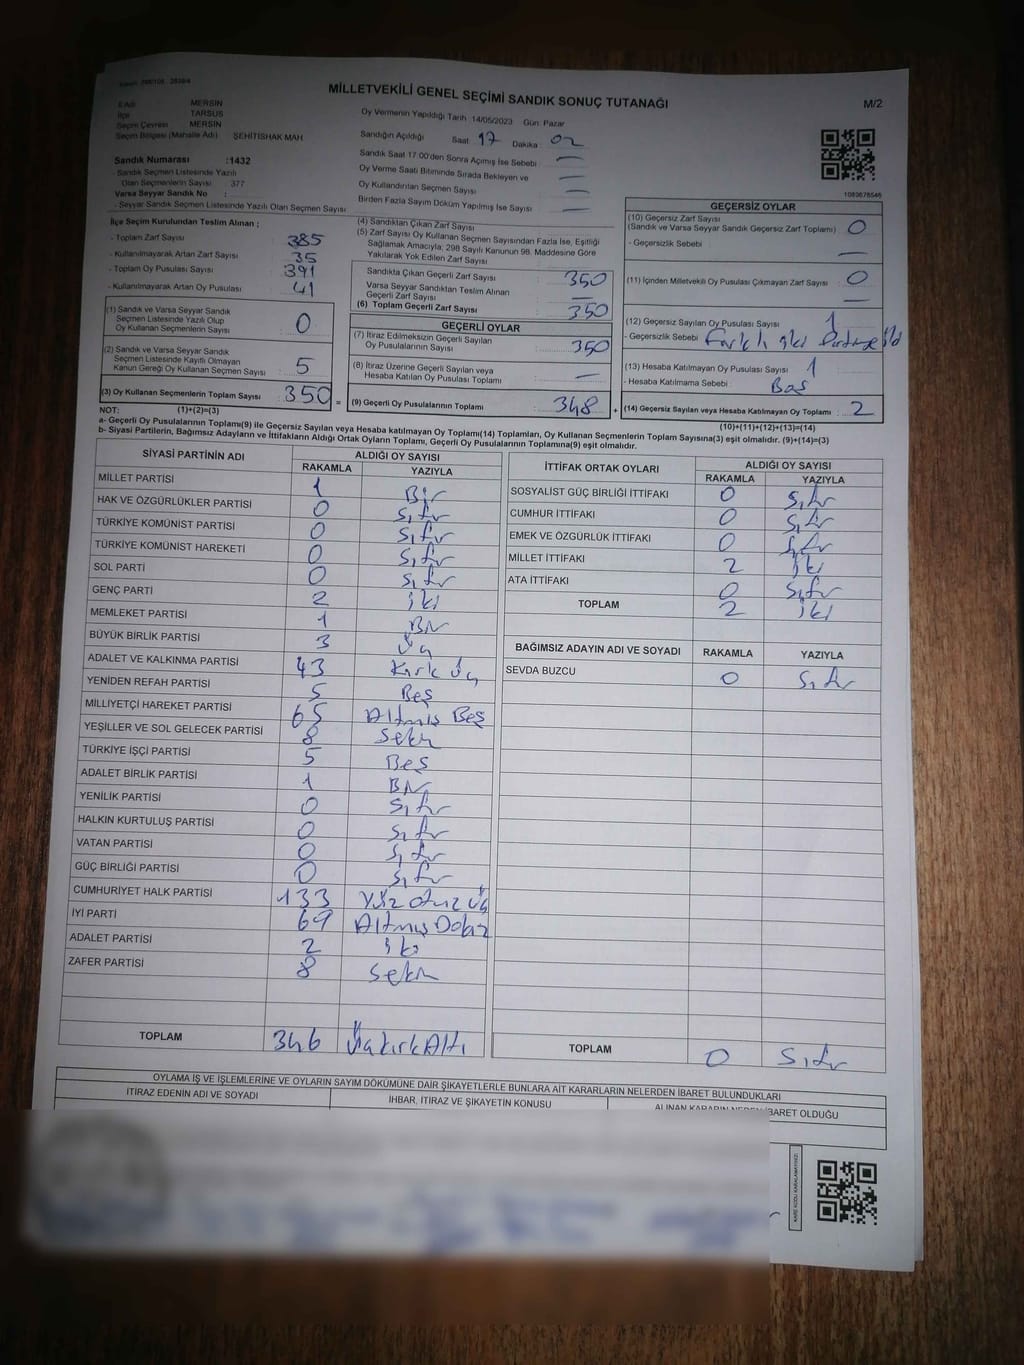 MİLLETVEKİLİ GENEL SEÇİMİ SANDIK SONUÇ TUTANAĞI
M/2
İl Adı MERSİN
İlçe TARSUS
Seçim Çevresi MERSİN
Seçim Bölgesi (Mahalle Adı) ŞEHİTİSHAK MAH.
Sandık Numarası :1432
Sandık Seçmen Listesinde Yazılı
Olan Seçmenlerin Sayısı 377
Varsa Seyyar Sandık No
- Seyyar Sandık Seçmen Listesinde Yazılı Olan Seçmen Sayısı
Oy Vermenin Yapıldığı Tarih 14/05/2023 Gün: Pazar
Sandığın Açıldığı Saat 17 Dakika 02
Sandık Saat 17:00'den Sonra Açımış İse Sebebi —
Oy Verme Saati Bitiminde Sırada Bekleyen ve
Oy Kullandırılan Seçmen Sayısı —
Birden Fazla Sayım Döküm Yapılmış İse Sayısı —
1083678546
İlçe Seçim Kurulundan Teslim Alınan ;
- Toplam Zarf Sayısı 385
- Kullanılmayarak Artan Zarf Sayısı 35
- Toplam Oy Pusulası Sayısı 391
- Kullanılmayarak Artan Oy Pusulası 41
(1) Sandık ve Varsa Seyyar Sandık
Seçmen Listesinde Yazılı Olup
Oy Kullanan Seçmenlerin Sayısı 0
(2) Sandık ve Varsa Seyyar Sandık
Seçmen Listesinde Kayıtlı Olmayan
Kanun Gereği Oy Kullanan Seçmen Sayısı 5
(3) Oy Kullanan Seçmenlerin Toplam Sayısı 350 =
(4) Sandıktan Çıkan Zarf Sayısı
(5) Zarf Sayısı Oy Kullanan Seçmen Sayısından Fazla İse, Eşitliği
Sağlamak Amacıyla, 298 Sayılı Kanunun 98. Maddesine Göre
Yakılarak Yok Edilen Zarf Sayısı
Sandıkta Çıkan Geçerli Zarf Sayısı 350
Varsa Seyyar Sandıktan Teslim Alınan
Geçerli Zarf Sayısı —
(6) Toplam Geçerli Zarf Sayısı 350
GEÇERLİ OYLAR
(7) İtiraz Edilmeksizin Geçerli Sayılan
Oy Pusulalarının Sayısı 350
(8) İtiraz Üzerine Geçerli Sayılan veya
Hesaba Katılan Oy Pusulası Toplamı —
(9) Geçerli Oy Pusulalarının Toplamı 348 +
GEÇERSİZ OYLAR
(10) Geçersiz Zarf Sayısı
(Sandık ve Varsa Seyyar Sandık Geçersiz Zarf Toplamı) 0
- Geçersizlik Sebebi —
(11) İçinden Milletvekili Oy Pusulası Çıkmayan Zarf Sayısı 0
—
(12) Geçersiz Sayılan Oy Pusulası Sayısı 1
- Geçersizlik Sebebi Farklı iki
(13) Hesaba Katılmayan Oy Pusulası Sayısı 1
- Hesaba Katılmama Sebebi Boş
(14) Geçersiz Sayılan veya Hesaba Katılmayan Oy Toplamı 2
NOT: (1)+(2)=(3)
(10)+(11)+(12)+(13)=(14)
a- Geçerli Oy Pusulalarının Toplamı(9) ile Geçersiz Sayılan veya Hesaba Katılmayan Oy Toplamı(14) Toplamları, Oy Kullanan Seçmenlerin Toplam Sayısına(3) eşit olmalıdır. (9)+(14)=(3)
b- Siyasi Partilerin, Bağımsız Adayların ve İttifakların Aldığı Ortak Oyların Toplamı, Geçerli Oy Pusulalarının Toplamına(9) eşit olmalıdır.
SİYASİ PARTİNİN ADI ALDIĞI OY SAYISI
RAKAMLA YAZIYLA
MİLLET PARTİSİ 1 Bir
HAK VE ÖZGÜRLÜKLER PARTİSİ 0 Sıfır
TÜRKİYE KOMÜNİST PARTİSİ 0 Sıfır
TÜRKİYE KOMÜNİST HAREKETİ 0 Sıfır
SOL PARTİ 0 Sıfır
GENÇ PARTİ 2 iki
MEMLEKET PARTİSİ 1 Bir
BÜYÜK BİRLİK PARTİSİ 3 Üç
ADALET VE KALKINMA PARTİSİ 43 Kırk Üç
YENİDEN REFAH PARTİSİ 5 Beş
MİLLİYETÇİ HAREKET PARTİSİ 65 Altmış Beş
YEŞİLLER VE SOL GELECEK PARTİSİ 8 Sekiz
TÜRKİYE İŞÇİ PARTİSİ 5 Beş
ADALET BİRLİK PARTİSİ 1 Bir
YENİLİK PARTİSİ 0 Sıfır
HALKIN KURTULUŞ PARTİSİ 0 Sıfır
VATAN PARTİSİ 0 Sıfır
GÜÇ BİRLİĞİ PARTİSİ 0 Sıfır
CUMHURİYET HALK PARTİSİ 133 Yüz otuz üç
İYİ PARTİ 69 Altmış Dokuz
ADALET PARTİSİ 2 iki
ZAFER PARTİSİ 8 Sekiz
TOPLAM 346 Üçkırkaltı
İTTİFAK ORTAK OYLARI ALDIĞI OY SAYISI
RAKAMLA YAZIYLA
SOSYALİST GÜÇ BİRLİĞİ İTTİFAKI 0 Sıfır
CUMHUR İTTİFAKI 0 Sıfır
EMEK VE ÖZGÜRLÜK İTTİFAKI 0 Sıfır
MİLLET İTTİFAKI 2 iki
ATA İTTİFAKI 0 Sıfır
TOPLAM 2 iki
BAĞIMSIZ ADAYIN ADI VE SOYADI RAKAMLA YAZIYLA
SEVDA BUZCU 0 Sıfır
TOPLAM 0 Sıfır
OYLAMA İŞ VE İŞLEMLERİNE VE OYLARIN SAYIM DÖKÜMÜNE DAİR ŞİKAYETLERLE BUNLARA AİT KARARLARIN NELERDEN İBARET BULUNDUKLARI
İTİRAZ EDENİN ADI VE SOYADI
İHBAR, İTİRAZ VE ŞİKAYETİN KONUSU
ALINAN KARARIN NEDEN İBARET OLDUĞU
KARE KODU KARALAMAYINIZ!